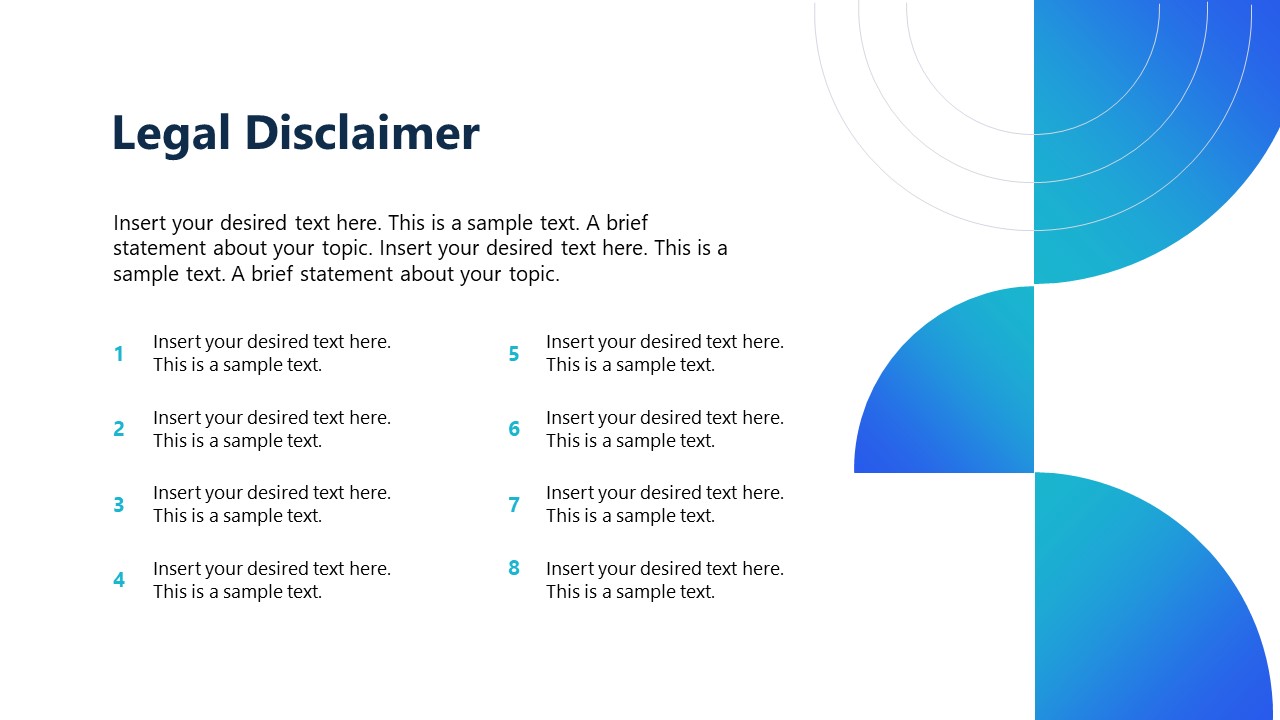 Legal Disclaimer
Insert your desired text here. This is a sample text. A brief
statement about your topic. Insert your desired text here. This is a
sample text. A brief statement about your topic.
1 Insert your desired text here.
This is a sample text.
2 Insert your desired text here.
This is a sample text.
3 Insert your desired text here.
This is a sample text.
4 Insert your desired text here.
This is a sample text.
5 Insert your desired text here.
This is a sample text.
6 Insert your desired text here.
This is a sample text.
7 Insert your desired text here.
This is a sample text.
8 Insert your desired text here.
This is a sample text.